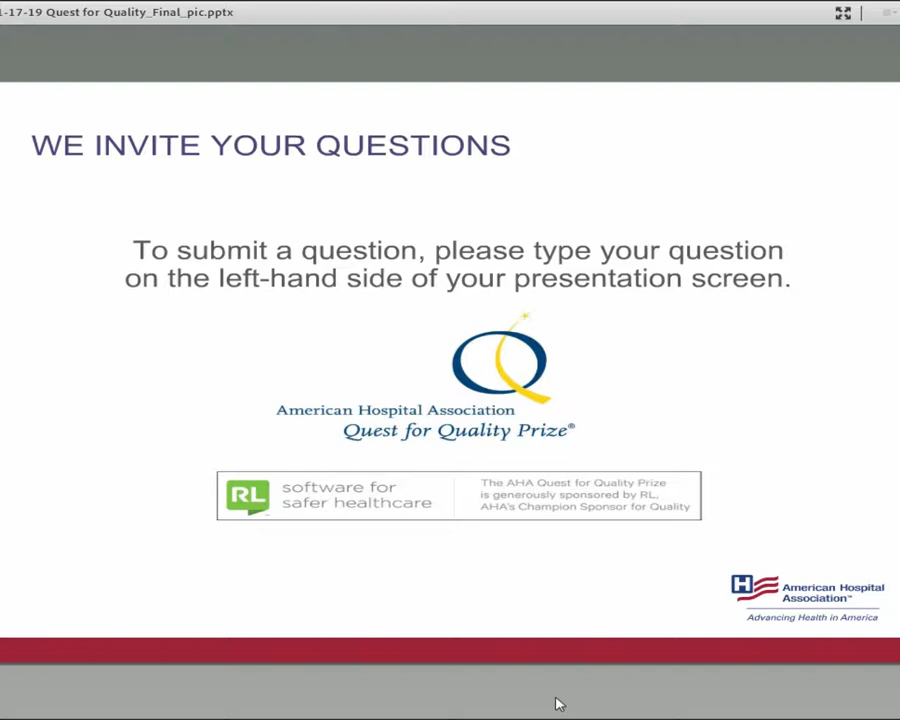 1-17-19 Quest for Quality_Final_pic.pptx
WE INVITE YOUR QUESTIONS
To submit a question, please type your question
on the left-hand side of your presentation screen.
American Hospital Association
Quest for Quality Prize®
RL
software for
safer healthcare
The AHA Quest for Quality Prize
is generously sponsored by RL,
AHA's Champion Sponsor for Quality
H
American Hospital
Association™
Advancing Health in America